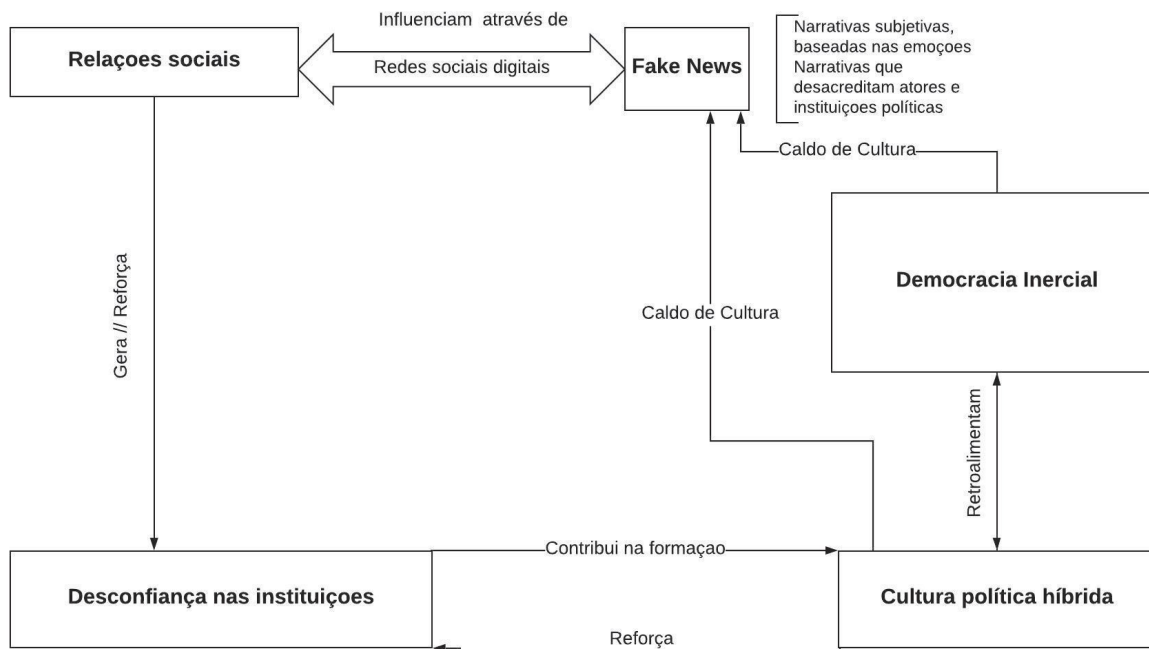 Influenciam através de
Relaçoes sociais
Redes sociais digitais
Fake News
Narrativas subjetivas,
baseadas nas emoçoes
Narrativas que
desacreditam atores e
instituiçoes políticas
Caldo de Cultura
Democracia Inercial
Gera // Reforça
Caldo de Cultura
Retroalimentam
Contribui na formaçao
Desconfiança nas instituiçoes
Cultura política híbrida
Reforça